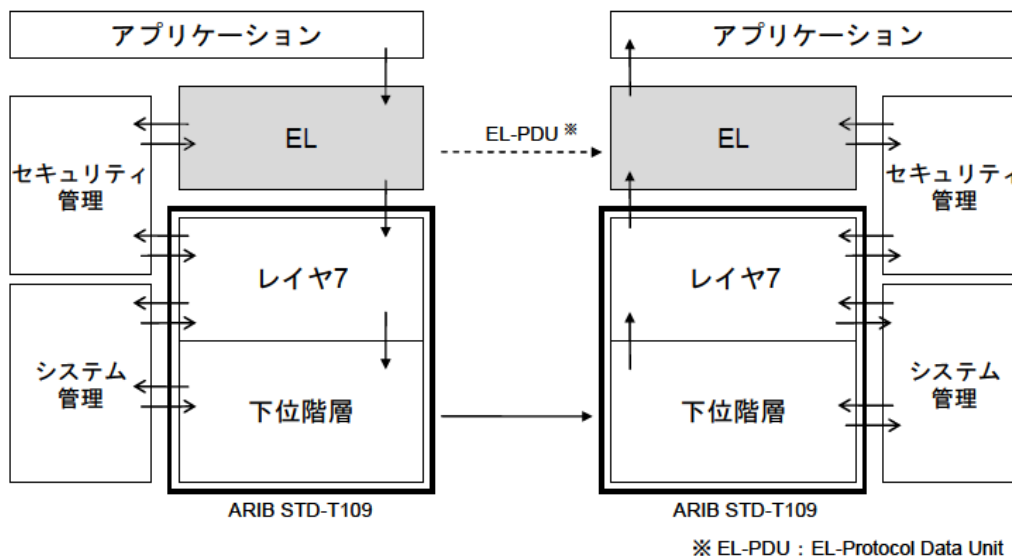 アプリケーション
アプリケーション
EL
EL-PDU ※
EL
セキュリティ
管理
セキュリティ
管理
レイヤ7
レイヤ7
システム
管理
下位階層
下位階層
システム
管理
ARIB STD-T109
ARIB STD-T109
※ EL-PDU : EL-Protocol Data Unit